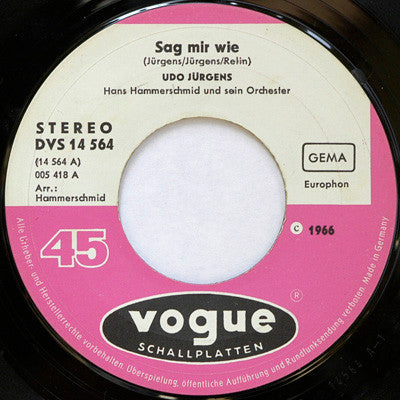 Sag mir wie
(Jürgens/Jürgens/Relin)
UDO JÜRGENS
Hans Hammerschmid und sein Orchester
STEREO
DVS 14 564
(14 564 A)
005 418 A
Arr.:
Hammerschmid
GEMA
Europhon
© 1966
45
®
vogue
SCHALLPLATTEN
Alle Urheber- und Herstellerrechte vorbehalten. Überspielung, öffentliche Aufführung und Rundfunksendung verboten. Made in Germany